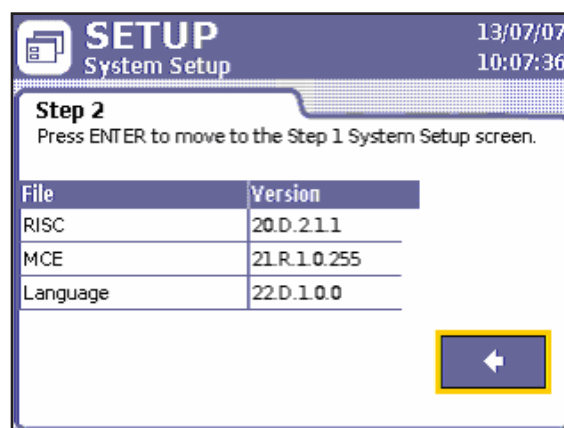 SETUP 13/07/07
System Setup 10:07:36
Step 2
Press ENTER to move to the Step 1 System Setup screen.
File Version
RISC 20.D.2.1.1
MCE 21.R.1.0.255
Language 22.D.1.0.0